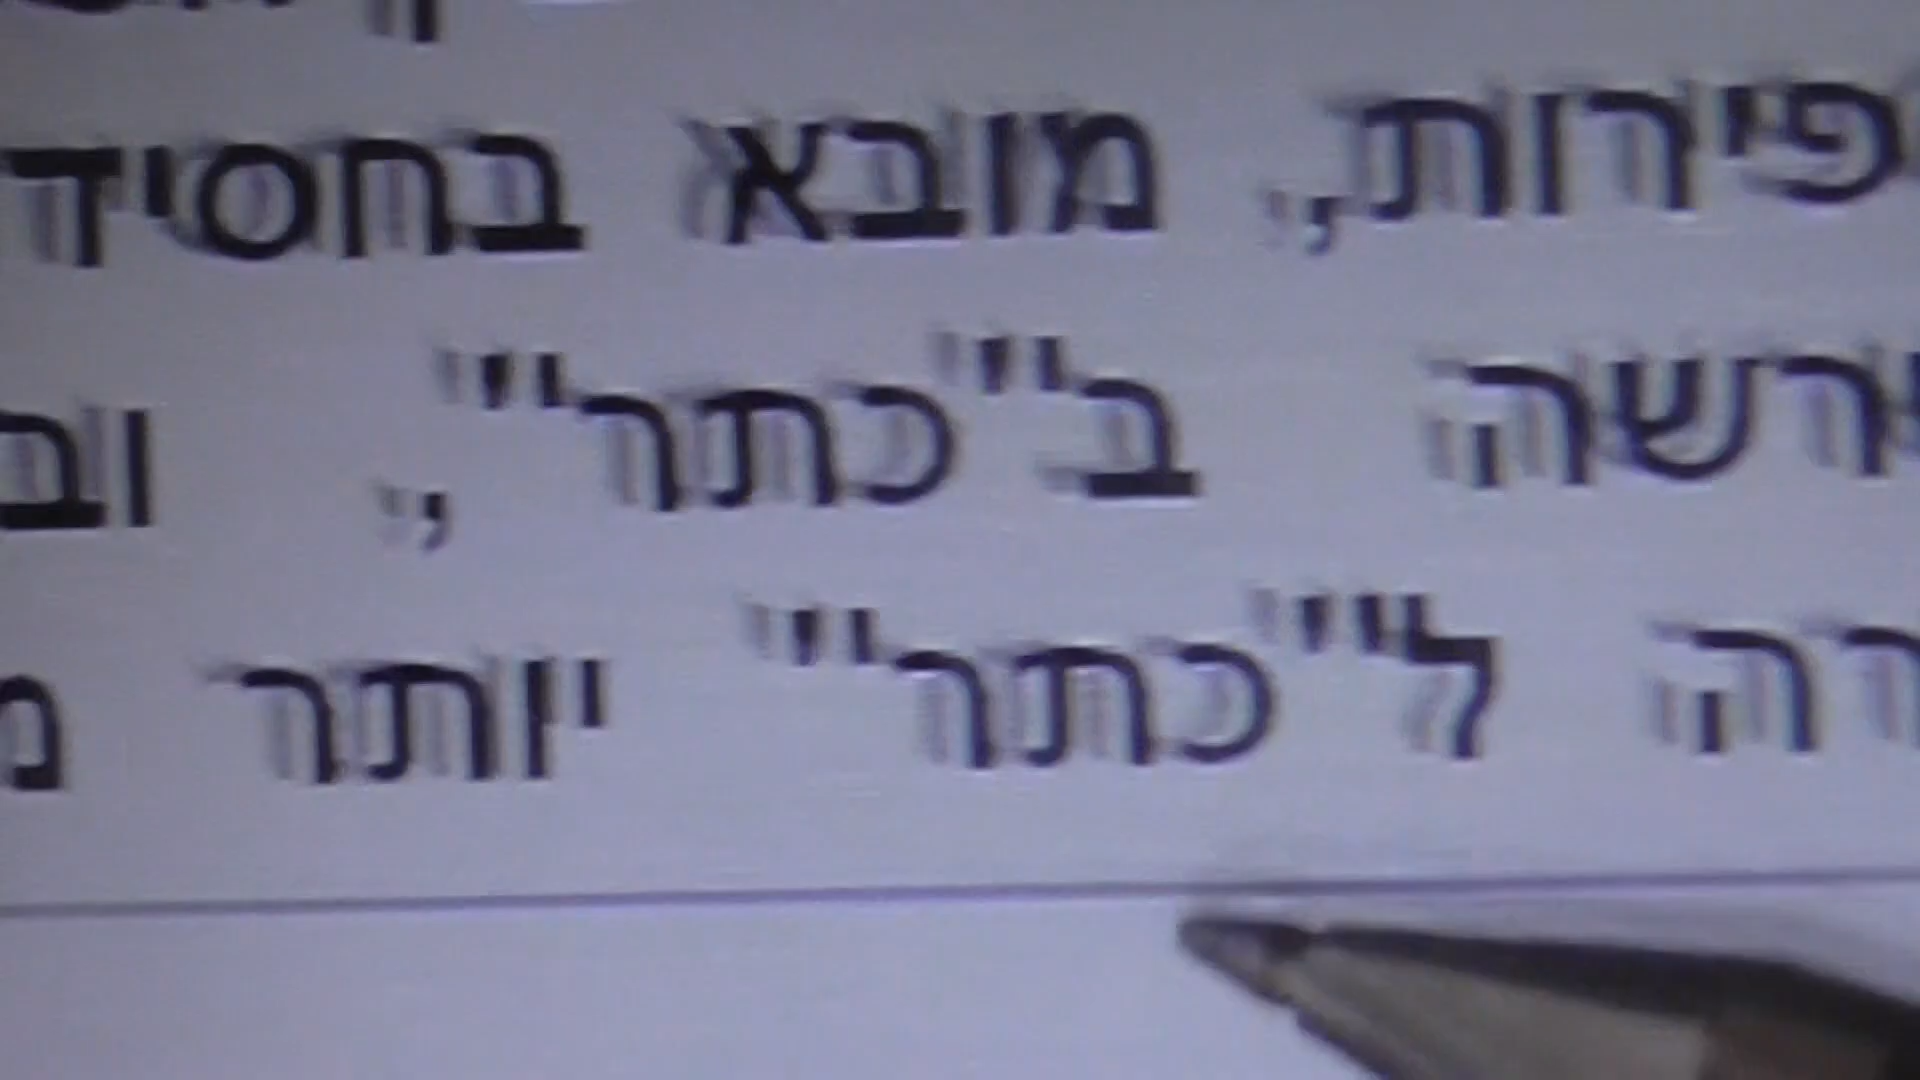 פירות, מובא בחסיד
רשה ב"כתר", וב
רה ל"כתר" יותר מ